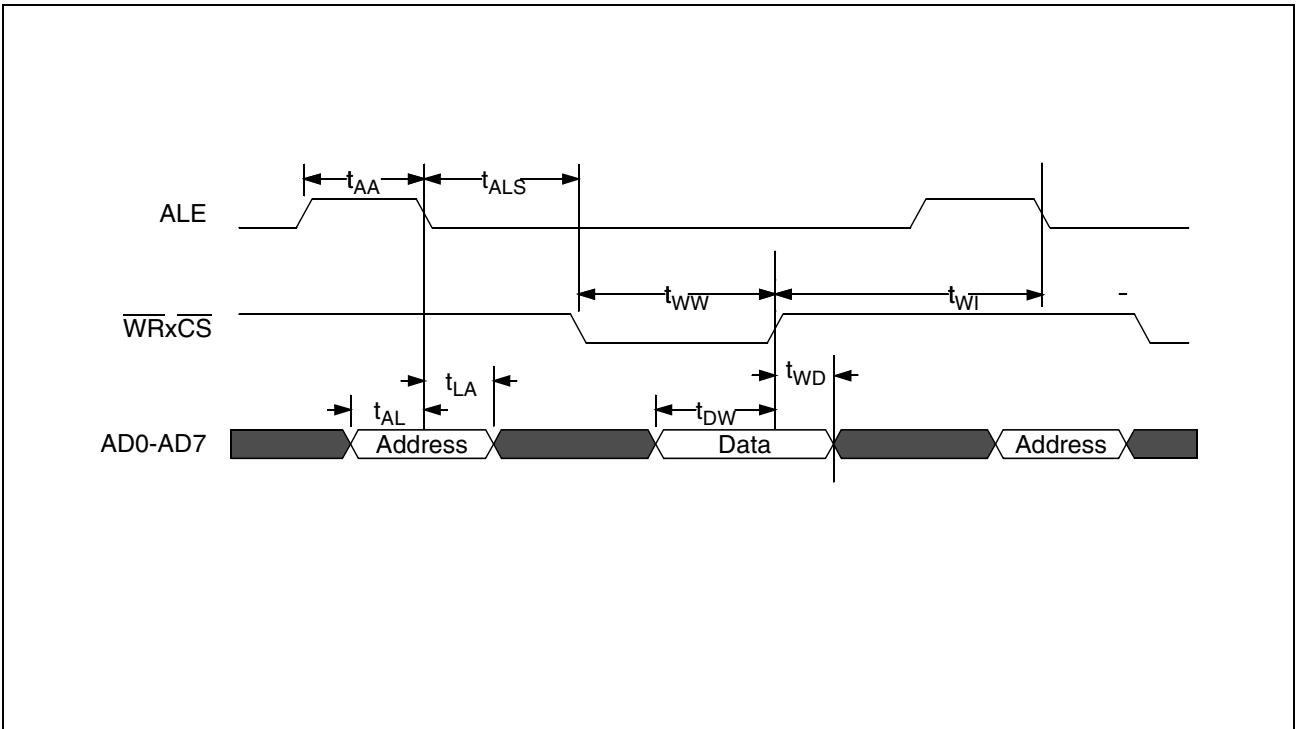 tAA
tALS
ALE
tWW
tWI
WRxCS
tLA
tWD
tAL
tDW
AD0-AD7
Address
Data
Address